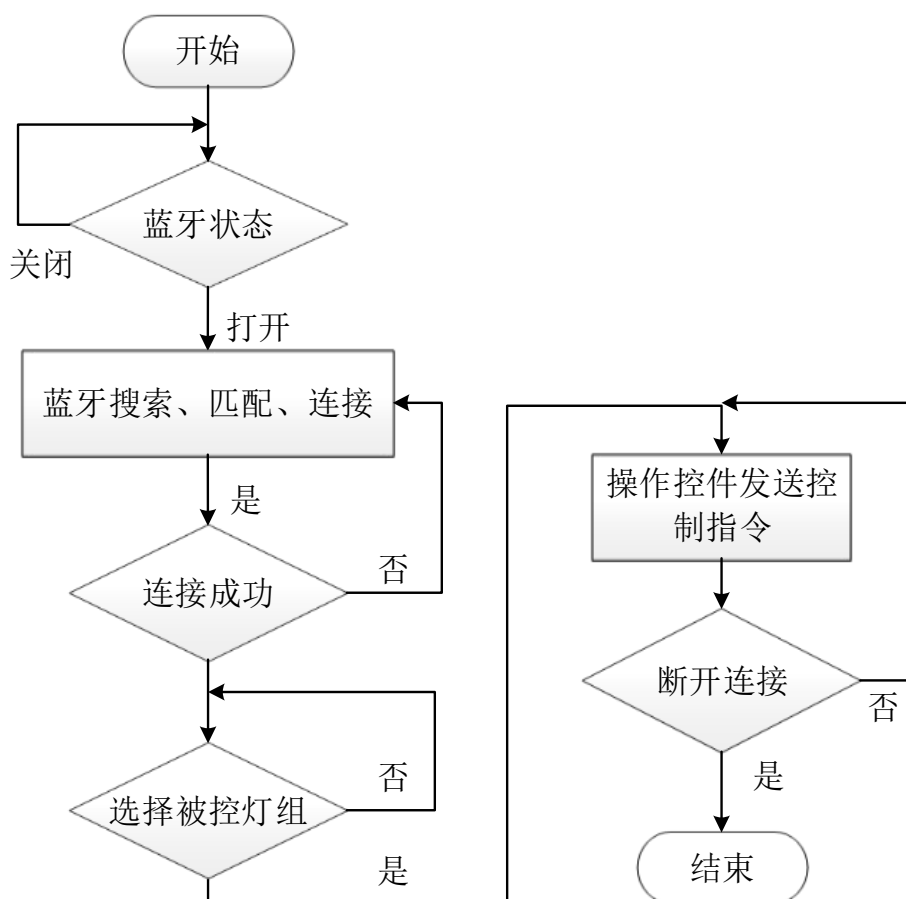 开始
蓝牙状态
关闭
打开
蓝牙搜索、匹配、连接
是
连接成功
否
选择被控灯组
否
是
操作控件发送控
制指令
断开连接
否
是
结束